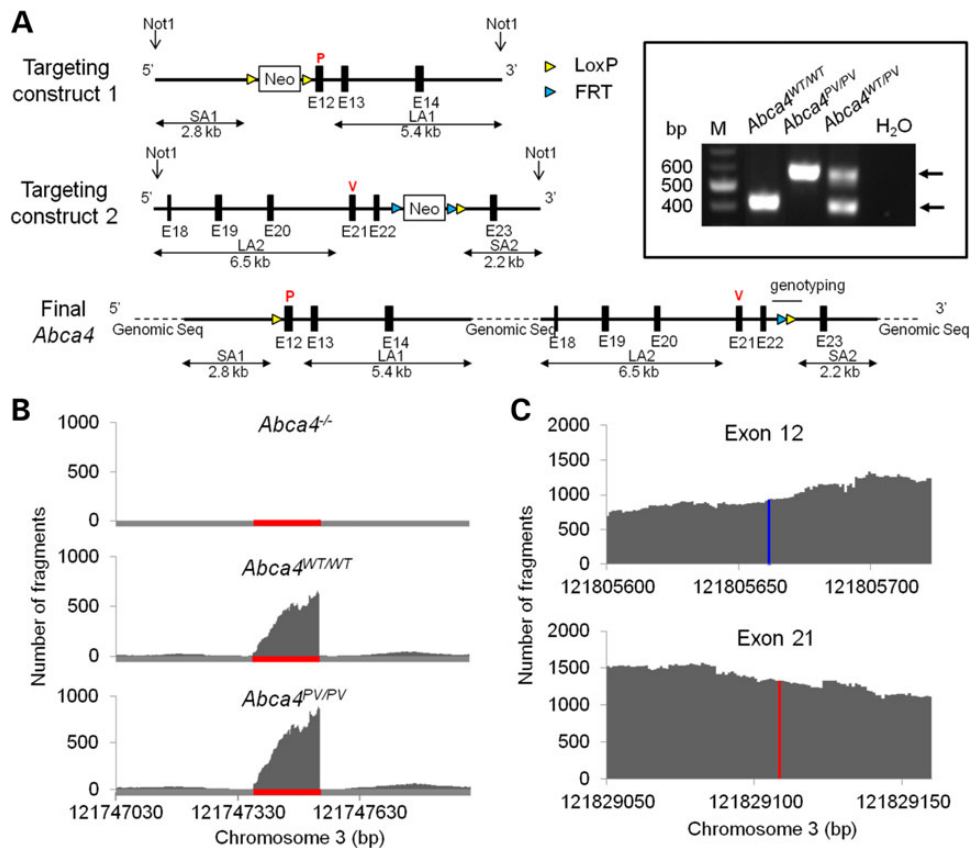 A
Not1
Not1
5'
P
3'
Targeting
construct 1
Neo
E12 E13 E14
SA1
2.8 kb
LA1
5.4 kb
LoxP
FRT
Not1
Not1
5'
V
3'
Targeting
construct 2
Neo
E18 E19 E20 E21 E22 E23
LA2
6.5 kb
SA2
2.2 kb
Abca4WT/WT
Abca4PV/PV
Abca4WT/PV
bp M H2O
600
500
400
Final
Abca4
5'
P
V
genotyping
3'
Genomic Seq
Genomic Seq
Genomic Seq
E12 E13 E14
E18 E19 E20 E21 E22 E23
SA1
2.8 kb
LA1
5.4 kb
LA2
6.5 kb
SA2
2.2 kb
B
Number of fragments
Abca4-/-
1000
500
0
Abca4WT/WT
1000
500
0
Abca4PV/PV
1000
500
0
121747030 121747330 121747630
Chromosome 3 (bp)
C
Number of fragments
Exon 12
2000
1500
1000
500
0
121805600 121805650 121805700
Exon 21
2000
1500
1000
500
0
121829050 121829100 121829150
Chromosome 3 (bp)